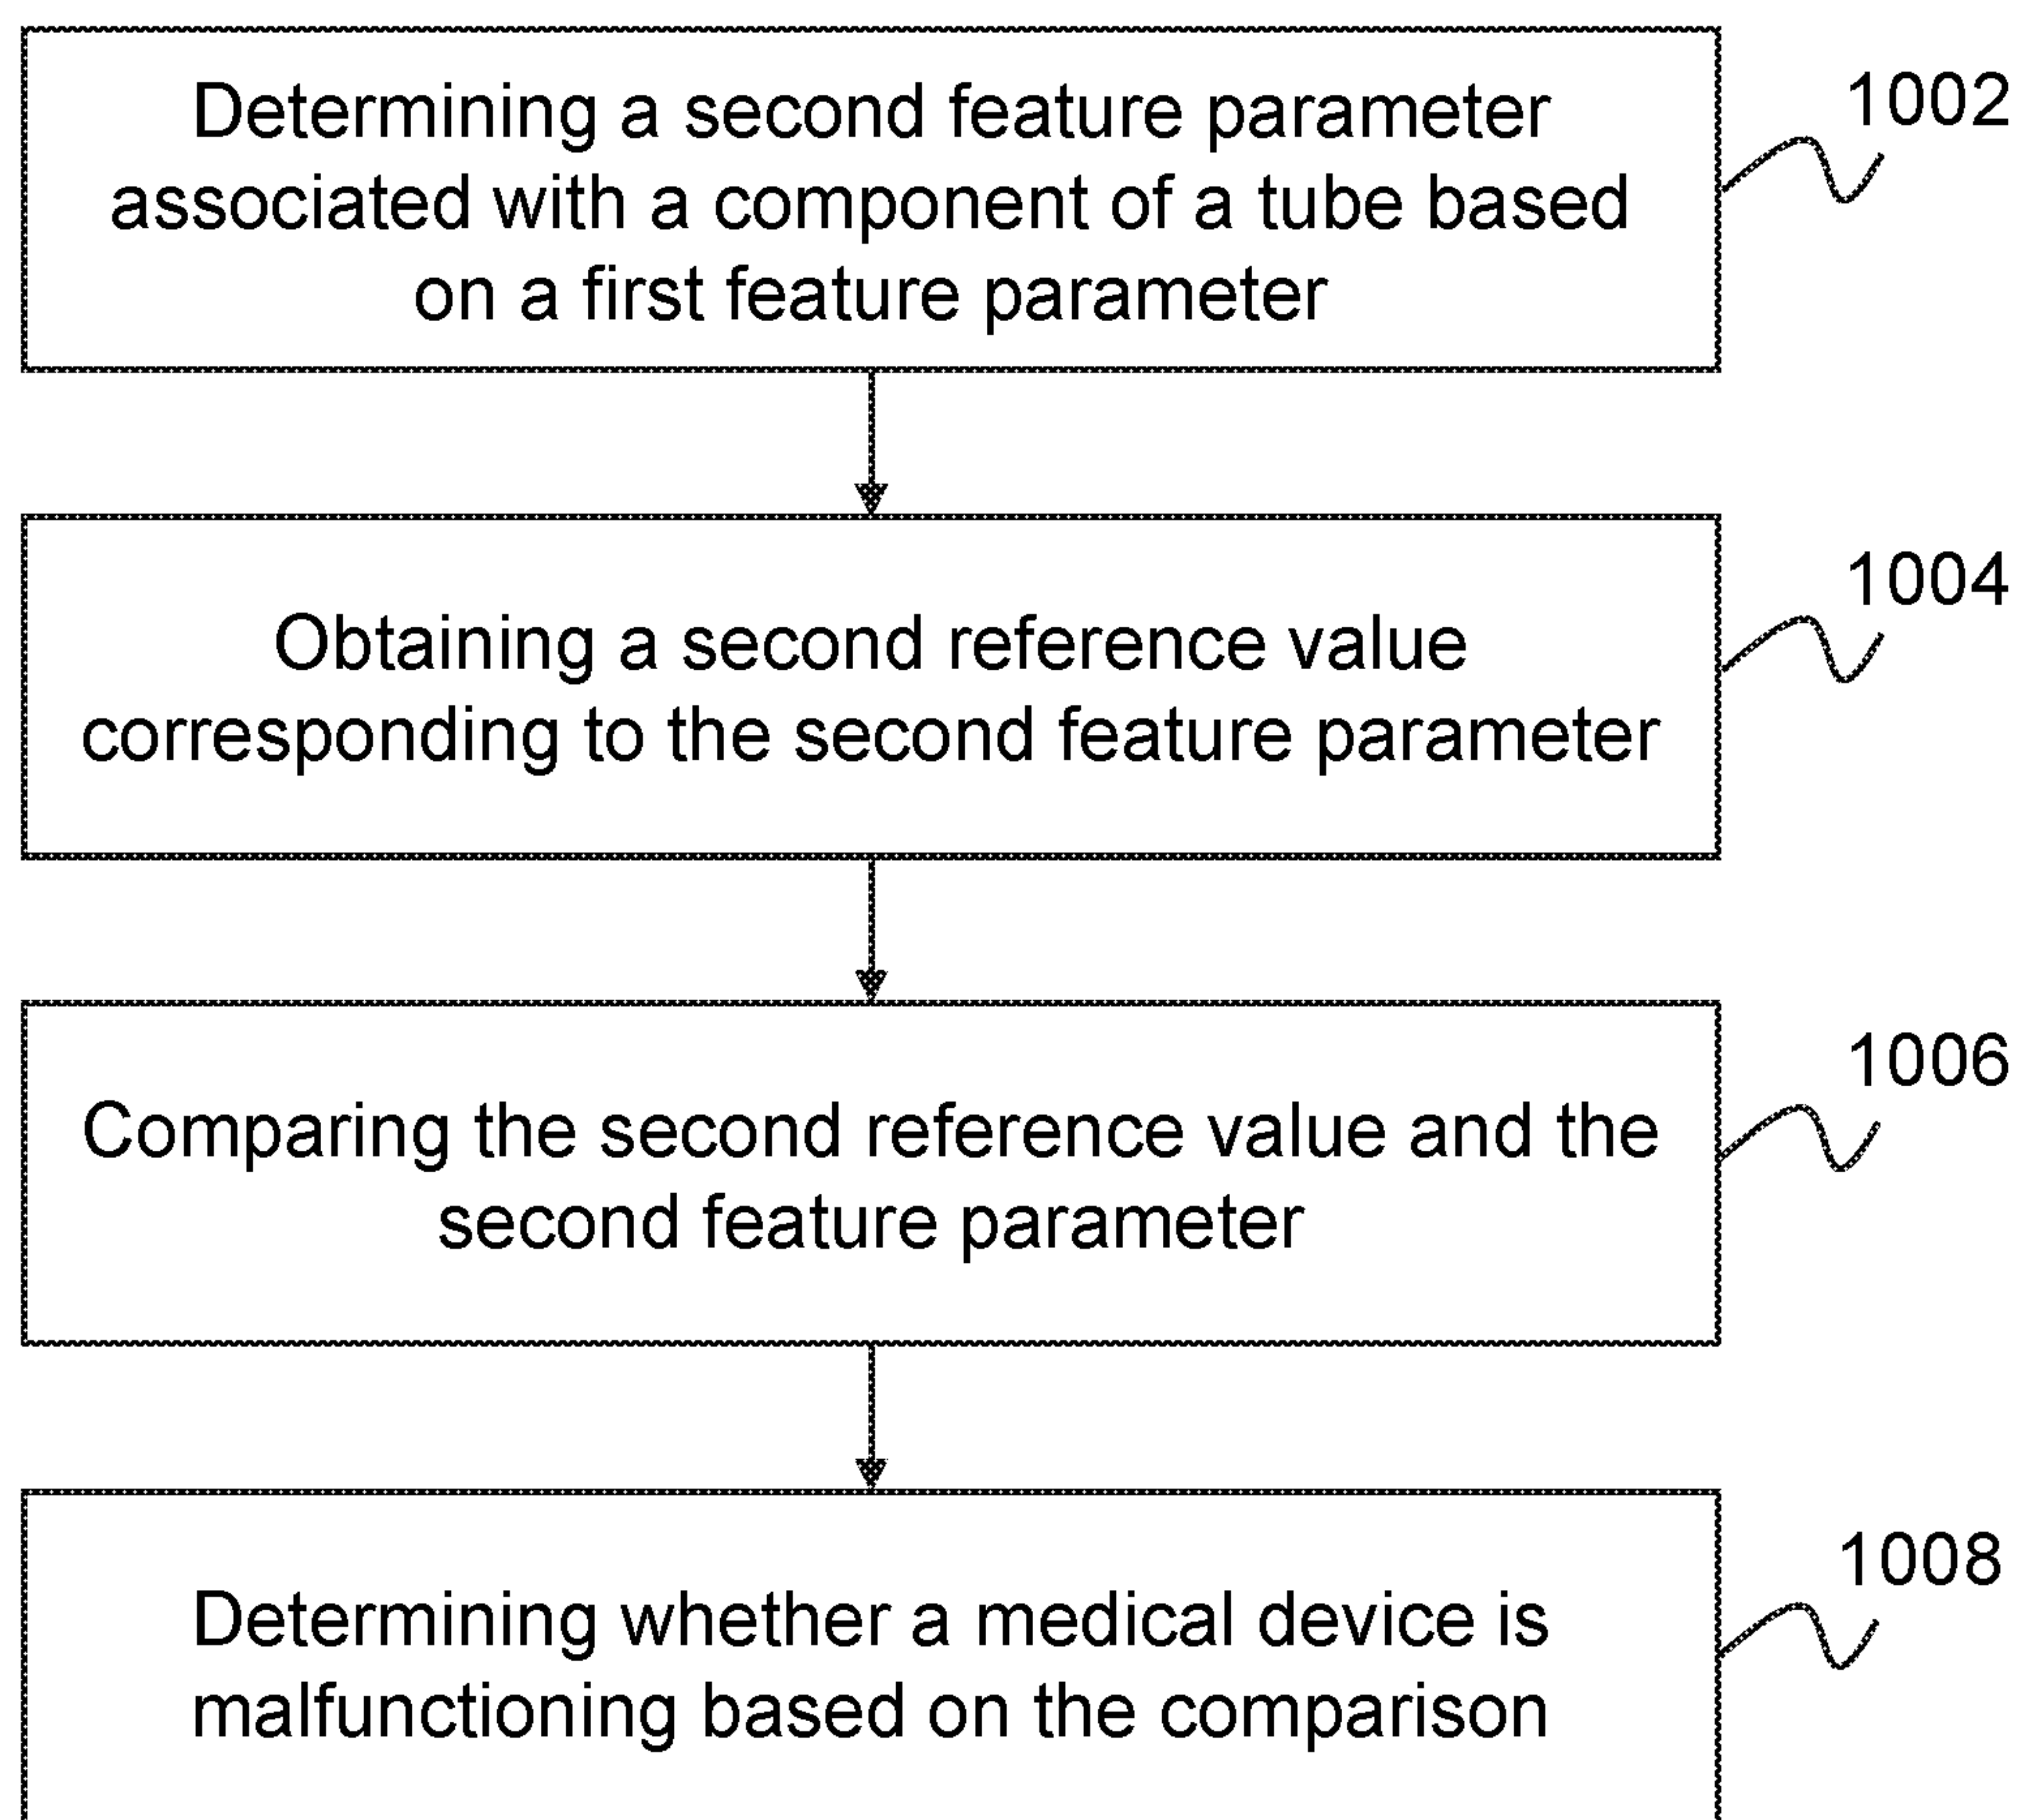 Determining a second feature parameter
associated with a component of a tube based
on a first feature parameter
1002
Obtaining a second reference value
corresponding to the second feature parameter
1004
Comparing the second reference value and the
second feature parameter
1006
Determining whether a medical device is
malfunctioning based on the comparison
1008